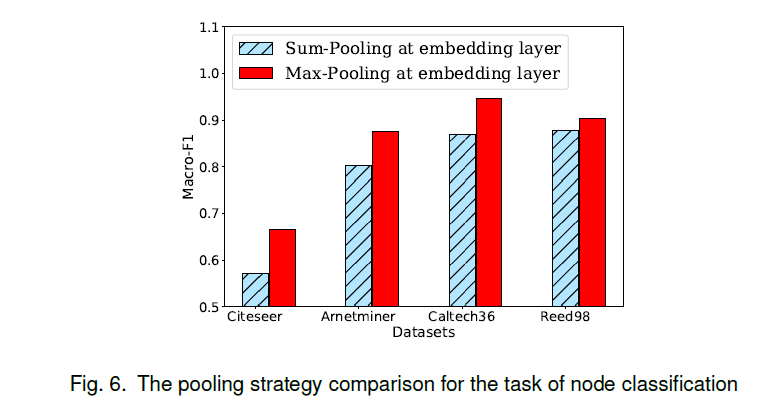 1.1
1.0
0.9
0.8
0.7
0.6
0.5
Macro-F1
Sum-Pooling at embedding layer
Max-Pooling at embedding layer
Citeseer Arnetminer Caltech36 Reed98
Datasets
Fig. 6. The pooling strategy comparison for the task of node classification